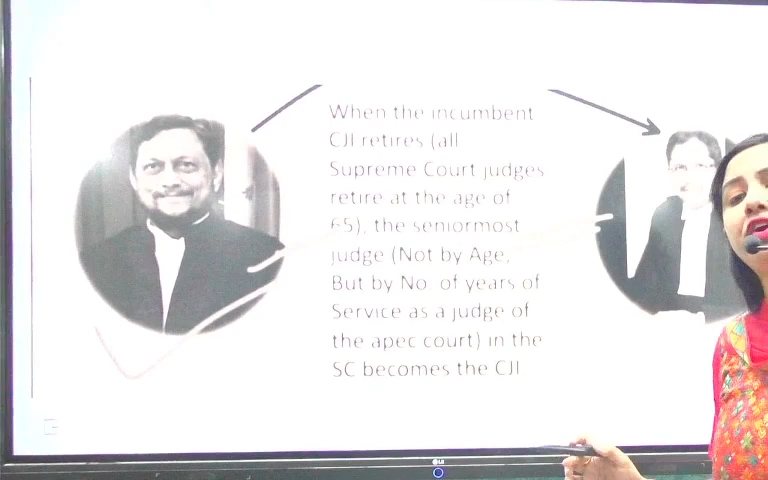 When the incumbent
CJI retires (all
Supreme Court judges
retire at the age of
65), the seniormost
judge (Not by Age,
But by No. of years of
Service as a judge of
the apec court) in the
SC becomes the CJI
LG